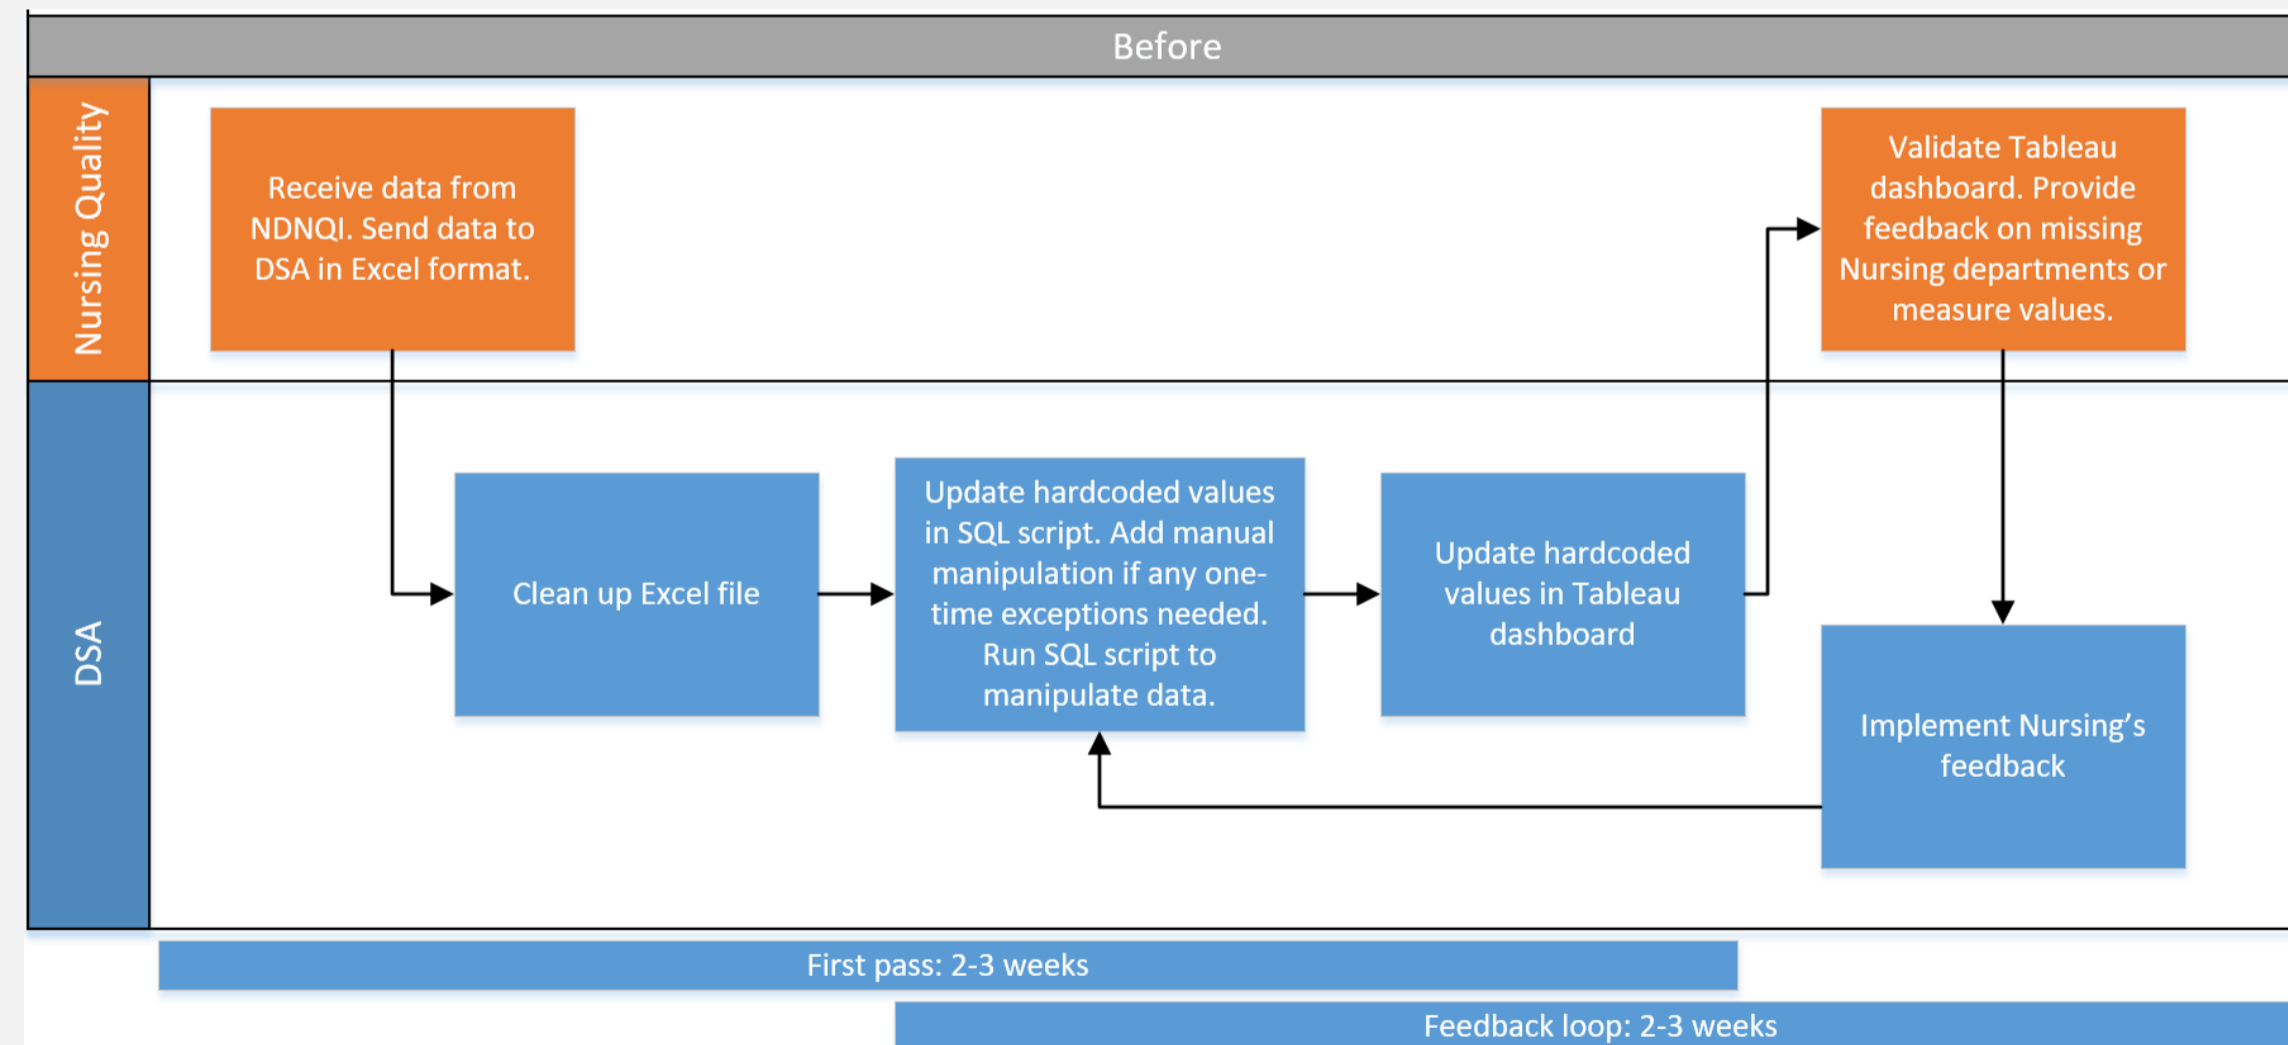 Before
Nursing Quality
Receive data from
NDNQI. Send data to
DSA in Excel format.
Validate Tableau
dashboard. Provide
feedback on missing
Nursing departments or
measure values.
DSA
Clean up Excel file
Update hardcoded values
in SQL script. Add manual
manipulation if any one-
time exceptions needed.
Run SQL script to
manipulate data.
Update hardcoded
values in Tableau
dashboard
Implement Nursing’s
feedback
First pass: 2-3 weeks
Feedback loop: 2-3 weeks